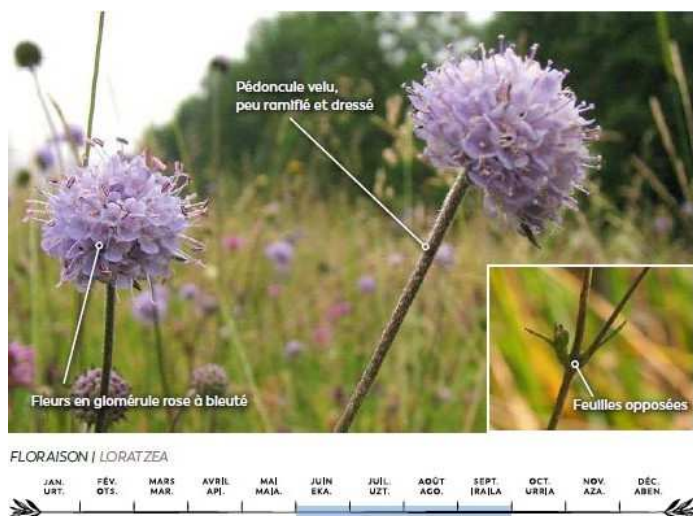 Pédoncule velu,
peu ramifié et dressé
Fleurs en glomérule rose à bleuté
Feuilles opposées
FLORAISON | LORATZEA
JAN. FÉV. MARS AVRIL MAI JUIN JUIL. AOÛT SEPT. OCT. NOV. DÉC.
URT. OTS. MAR. API. MAIA. EKA. UZT. AGO. IRAILA URRIA AZA. ABEN.